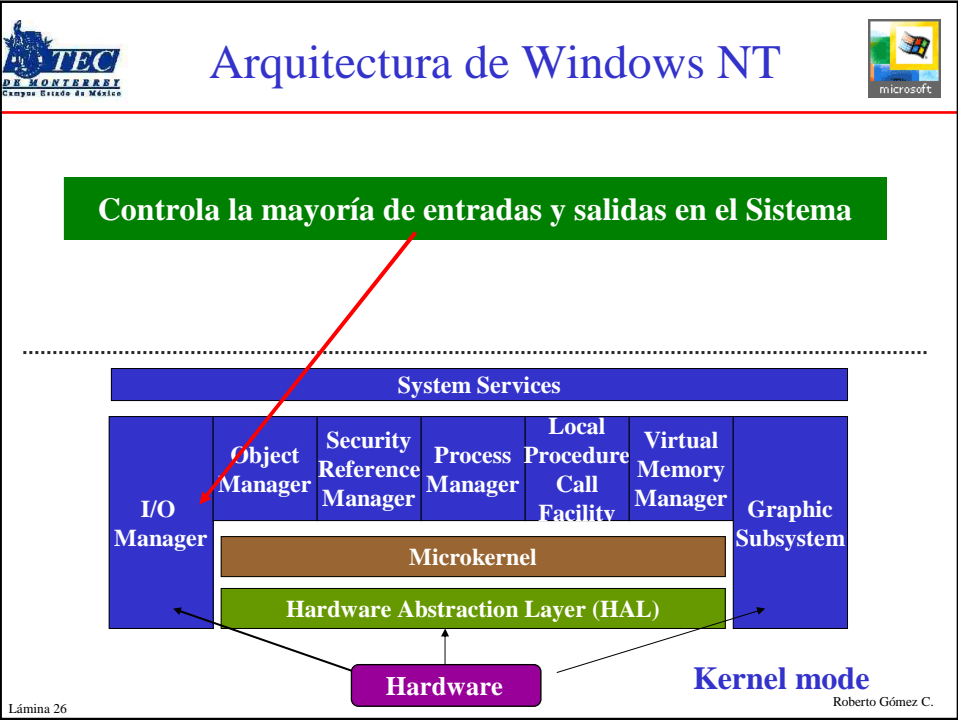 TEC
DE MONTERREY
Campus Estado de México
Arquitectura de Windows NT
microsoft
Controla la mayoría de entradas y salidas en el Sistema
System Services
I/O
Manager
Object
Manager
Security
Reference
Manager
Process
Manager
Local
Procedure
Call
Facility
Virtual
Memory
Manager
Graphic
Subsystem
Microkernel
Hardware Abstraction Layer (HAL)
Hardware
Kernel mode
Lámina 26
Roberto Gómez C.